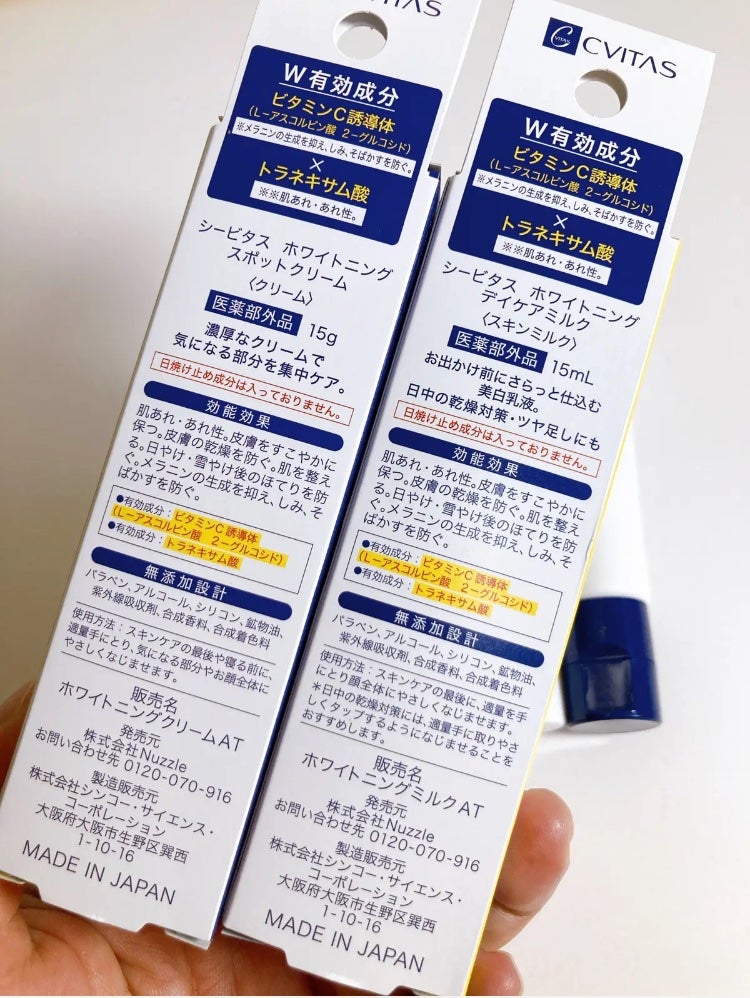 VITAS
W有効成分
ビタミンC誘導体
(L-アスコルビン酸 2-グルコシド)
※メラニンの生成を抑え、しみ、そばかすを防ぐ。
×
トラネキサム酸
※※肌あれ・あれ性。
シービタス ホワイトニング
スポットクリーム
〈クリーム〉
医薬部外品 15g
濃厚なクリームで
気になる部分を集中ケア。
日焼け止め成分は入っておりません。
効能効果
肌あれ・あれ性。皮膚をすこやかに
保つ。皮膚の乾燥を防ぐ。肌を整え
る。日やけ・雪やけ後のほてりを防
ぐ。メラニンの生成を抑え、しみ、そ
ばかすを防ぐ。
●有効成分:ビタミンC誘導体
(L-アスコルビン酸 2-グルコシド)
●有効成分:トラネキサム酸
無添加設計
パラベン、アルコール、シリコン、鉱物油、
紫外線吸収剤、合成香料、合成着色料
使用方法:スキンケアの最後や寝る前に、
適量手にとり、気になる部分やお顔全体に
やさしくなじませます。
販売名
ホワイトニングクリームAT
発売元
株式会社Nuzzle
お問い合わせ先 0120-070-916
製造販売元
株式会社シンコー・サイエンス・
コーポレーション
大阪府大阪市生野区巽西
1-10-16
MADE IN JAPAN
C VITAS
CVITAS
W有効成分
ビタミンC誘導体
(L-アスコルビン酸 2-グルコシド)
※メラニンの生成を抑え、しみ、そばかすを防ぐ。
×
トラネキサム酸
※※肌あれ・あれ性。
シービタス ホワイトニング
デイケアミルク
〈スキンミルク〉
医薬部外品 15mL
お出かけ前にさらっと仕込む
美白乳液。
日中の乾燥対策・ツヤ足しにも
日焼け止め成分は入っておりません。
効能効果
肌あれ・あれ性。皮膚をすこやかに
保つ。皮膚の乾燥を防ぐ。肌を整え
る。日やけ・雪やけ後のほてりを防
ぐ。メラニンの生成を抑え、しみ、そ
ばかすを防ぐ。
●有効成分:ビタミンC誘導体
(L-アスコルビン酸 2-グルコシド)
●有効成分:トラネキサム酸
無添加設計
パラベン、アルコール、シリコン、鉱物油、
紫外線吸収剤、合成香料、合成着色料
使用方法:スキンケアの最後に、適量を手
にとり顔全体にやさしくなじませます。
*日中の乾燥対策には、適量手に取りやさ
しくタップするようになじませることを
おすすめします。
販売名
ホワイトニングミルクAT
発売元
株式会社Nuzzle
お問い合わせ先 0120-070-916
製造販売元
株式会社シンコー・サイエンス・
コーポレーション
大阪府大阪市生野区巽西
1-10-16
MADE IN JAPAN